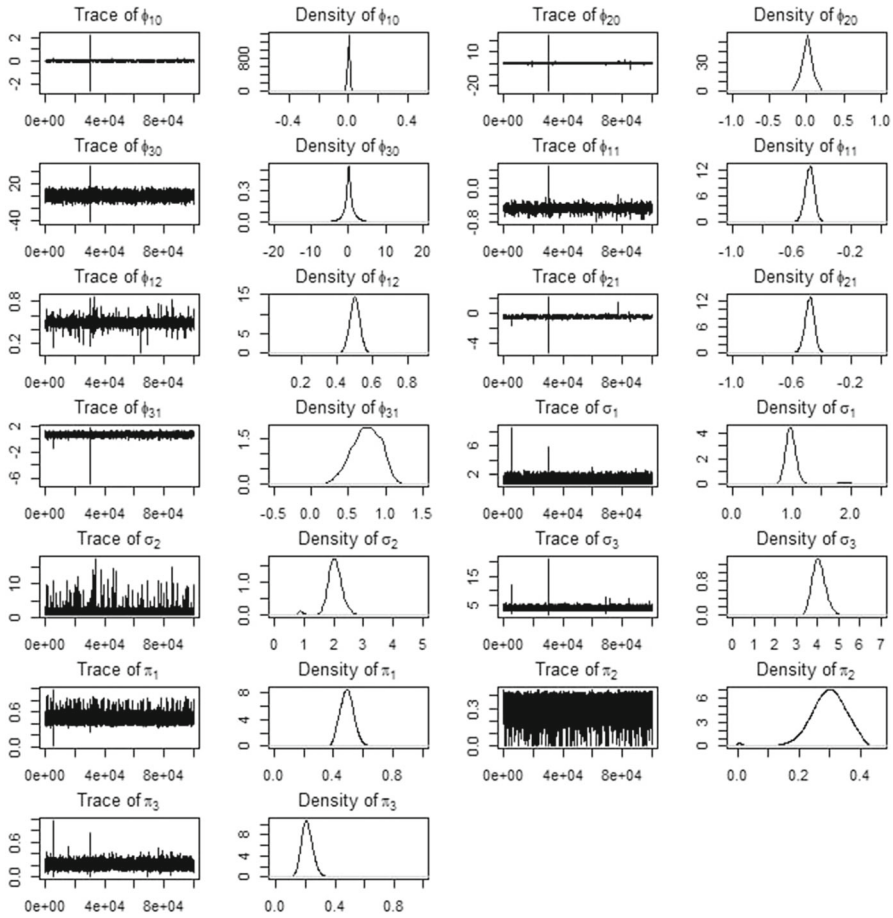 Trace of ϕ₁₀
-2 0 2
0e+00 4e+04 8e+04
Density of ϕ₁₀
0 800
-0.4 0.0 0.4
Trace of ϕ₂₀
-20 10
0e+00 4e+04 8e+04
Density of ϕ₂₀
0 30
-1.0 -0.5 0.0 0.5 1.0
Trace of ϕ₃₀
-40 20
0e+00 4e+04 8e+04
Density of ϕ₃₀
0.0 0.3
-20 -10 0 10 20
Trace of ϕ₁₁
-0.8 0.0
0e+00 4e+04 8e+04
Density of ϕ₁₁
0 6 12
-1.0 -0.6 -0.2
Trace of ϕ₁₂
0.2 0.8
0e+00 4e+04 8e+04
Density of ϕ₁₂
0 5 15
0.2 0.4 0.6 0.8
Trace of ϕ₂₁
-4 0
0e+00 4e+04 8e+04
Density of ϕ₂₁
0 6 12
-1.0 -0.6 -0.2
Trace of ϕ₃₁
-6 -2 2
0e+00 4e+04 8e+04
Density of ϕ₃₁
0.0 1.5
-0.5 0.0 0.5 1.0 1.5
Trace of σ₁
2 6
0e+00 4e+04 8e+04
Density of σ₁
0 2 4
0.0 1.0 2.0
Trace of σ₂
0 10
0e+00 4e+04 8e+04
Density of σ₂
0.0 1.0
0 1 2 3 4 5
Trace of σ₃
5 15
0e+00 4e+04 8e+04
Density of σ₃
0.0 0.8
0 1 2 3 4 5 6 7
Trace of π₁
0.0 0.6
0e+00 4e+04 8e+04
Density of π₁
0 4 8
0.0 0.4 0.8
Trace of π₂
0.0 0.3
0e+00 4e+04 8e+04
Density of π₂
0 3 6
0.0 0.2 0.4
Trace of π₃
0.0 0.6
0e+00 4e+04 8e+04
Density of π₃
0 4 8
0.0 0.4 0.8